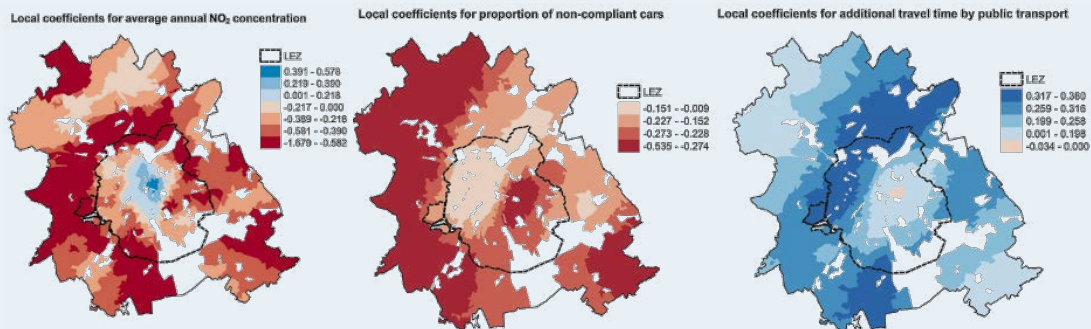 Local coefficients for average annual NO₂ concentration
LEZ
0.391 - 0.578
0.219 - 0.390
0.001 - 0.218
-0.217 - 0.000
-0.389 - -0.218
-0.581 - -0.390
-1.679 - -0.582
Local coefficients for proportion of non-compliant cars
LEZ
-0.151 - -0.009
-0.227 - -0.152
-0.273 - -0.228
-0.535 - -0.274
Local coefficients for additional travel time by public transport
LEZ
0.317 - 0.360
0.259 - 0.316
0.199 - 0.258
0.001 - 0.198
-0.034 - 0.000